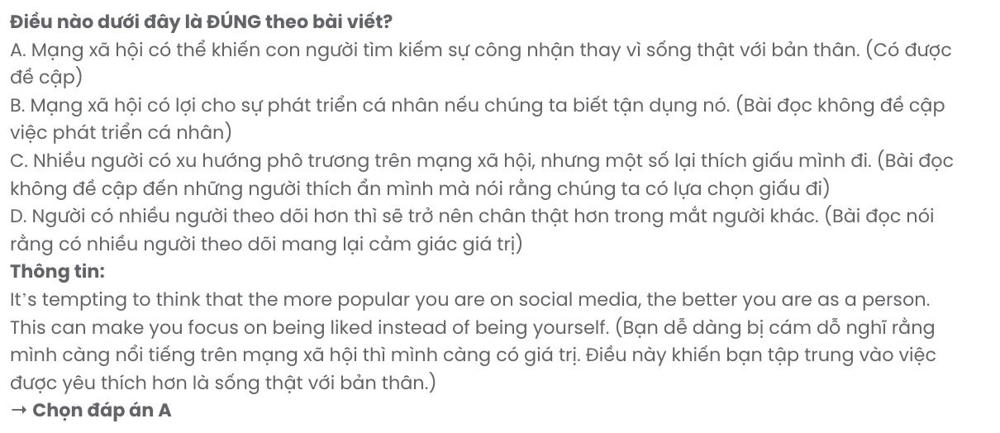 Điều nào dưới đây là ĐÚNG theo bài viết?
A. Mạng xã hội có thể khiến con người tìm kiếm sự công nhận thay vì sống thật với bản thân. (Có được
đề cập)
B. Mạng xã hội có lợi cho sự phát triển cá nhân nếu chúng ta biết tận dụng nó. (Bài đọc không đề cập
việc phát triển cá nhân)
C. Nhiều người có xu hướng phô trương trên mạng xã hội, nhưng một số lại thích giấu mình đi. (Bài đọc
không đề cập đến những người thích ẩn mình mà nói rằng chúng ta có lựa chọn giấu đi)
D. Người có nhiều người theo dõi hơn thì sẽ trở nên chân thật hơn trong mắt người khác. (Bài đọc nói
rằng có nhiều người theo dõi mang lại cảm giác giá trị)
Thông tin:
It’s tempting to think that the more popular you are on social media, the better you are as a person.
This can make you focus on being liked instead of being yourself. (Bạn dễ dàng bị cám dỗ nghĩ rằng
mình càng nổi tiếng trên mạng xã hội thì mình càng có giá trị. Điều này khiến bạn tập trung vào việc
được yêu thích hơn là sống thật với bản thân.)
→ Chọn đáp án A